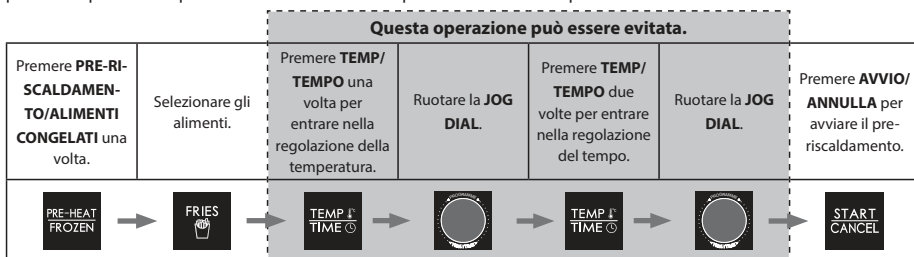 Questa operazione può essere evitata.
Premere PRE-RI-
SCALDAMEN-
TO/ALIMENTI
CONGELATI una
volta.
Selezionare gli
alimenti.
Premere TEMP/
TEMPO una
volta per
entrare nella
regolazione della
temperatura.
Ruotare la JOG
DIAL.
Premere TEMP/
TEMPO due
volte per entrare
nella regolazione
del tempo.
Ruotare la JOG
DIAL.
Premere AVVIO/
ANNULLA per
avviare il pre-
riscaldamento.
PRE-HEAT
FROZEN
FRIES
TEMP
TIME
TEMP
TIME
START
CANCEL